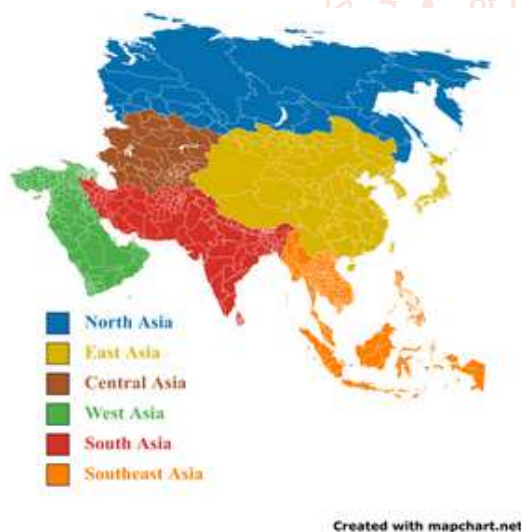 North Asia
East Asia
Central Asia
West Asia
South Asia
Southeast Asia
Created with mapchart.net